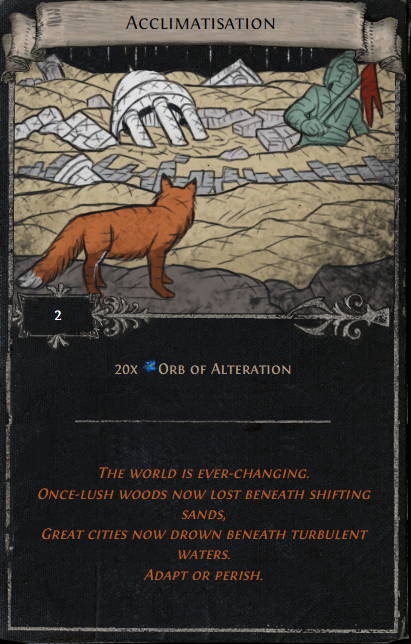 Acclimatisation
2
20x Orb of Alteration
The world is ever-changing.
Once-lush woods now lost beneath shifting
sands,
Great cities now drown beneath turbulent
waters.
Adapt or perish.